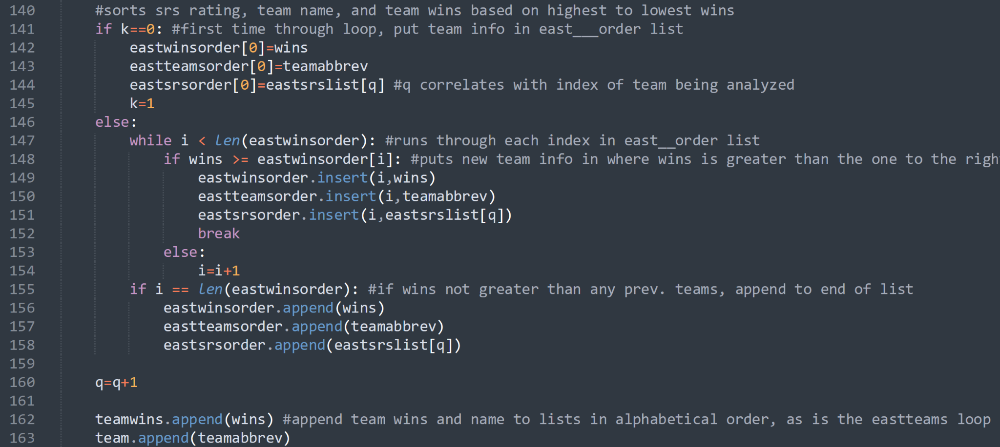 140 #sorts srs rating, team name, and team wins based on highest to lowest wins
141 if k==0: #first time through loop, put team info in east___order list
142 eastwinsorder[0]=wins
143 eastteamsorder[0]=teamabbrev
144 eastsrsorder[0]=eastsrslist[q] #q correlates with index of team being analyzed
145 k=1
146 else:
147 while i < len(eastwinsorder): #runs through each index in east__order list
148 if wins >= eastwinsorder[i]: #puts new team info in where wins is greater than the one to the righ
149 eastwinsorder.insert(i,wins)
150 eastteamsorder.insert(i,teamabbrev)
151 eastsrsorder.insert(i,eastsrslist[q])
152 break
153 else:
154 i=i+1
155 if i == len(eastwinsorder): #if wins not greater than any prev. teams, append to end of list
156 eastwinsorder.append(wins)
157 eastteamsorder.append(teamabbrev)
158 eastsrsorder.append(eastsrslist[q])
159
160 q=q+1
161
162 teamwins.append(wins) #append team wins and name to lists in alphabetical order, as is the eastteams loop
163 team.append(teamabbrev)